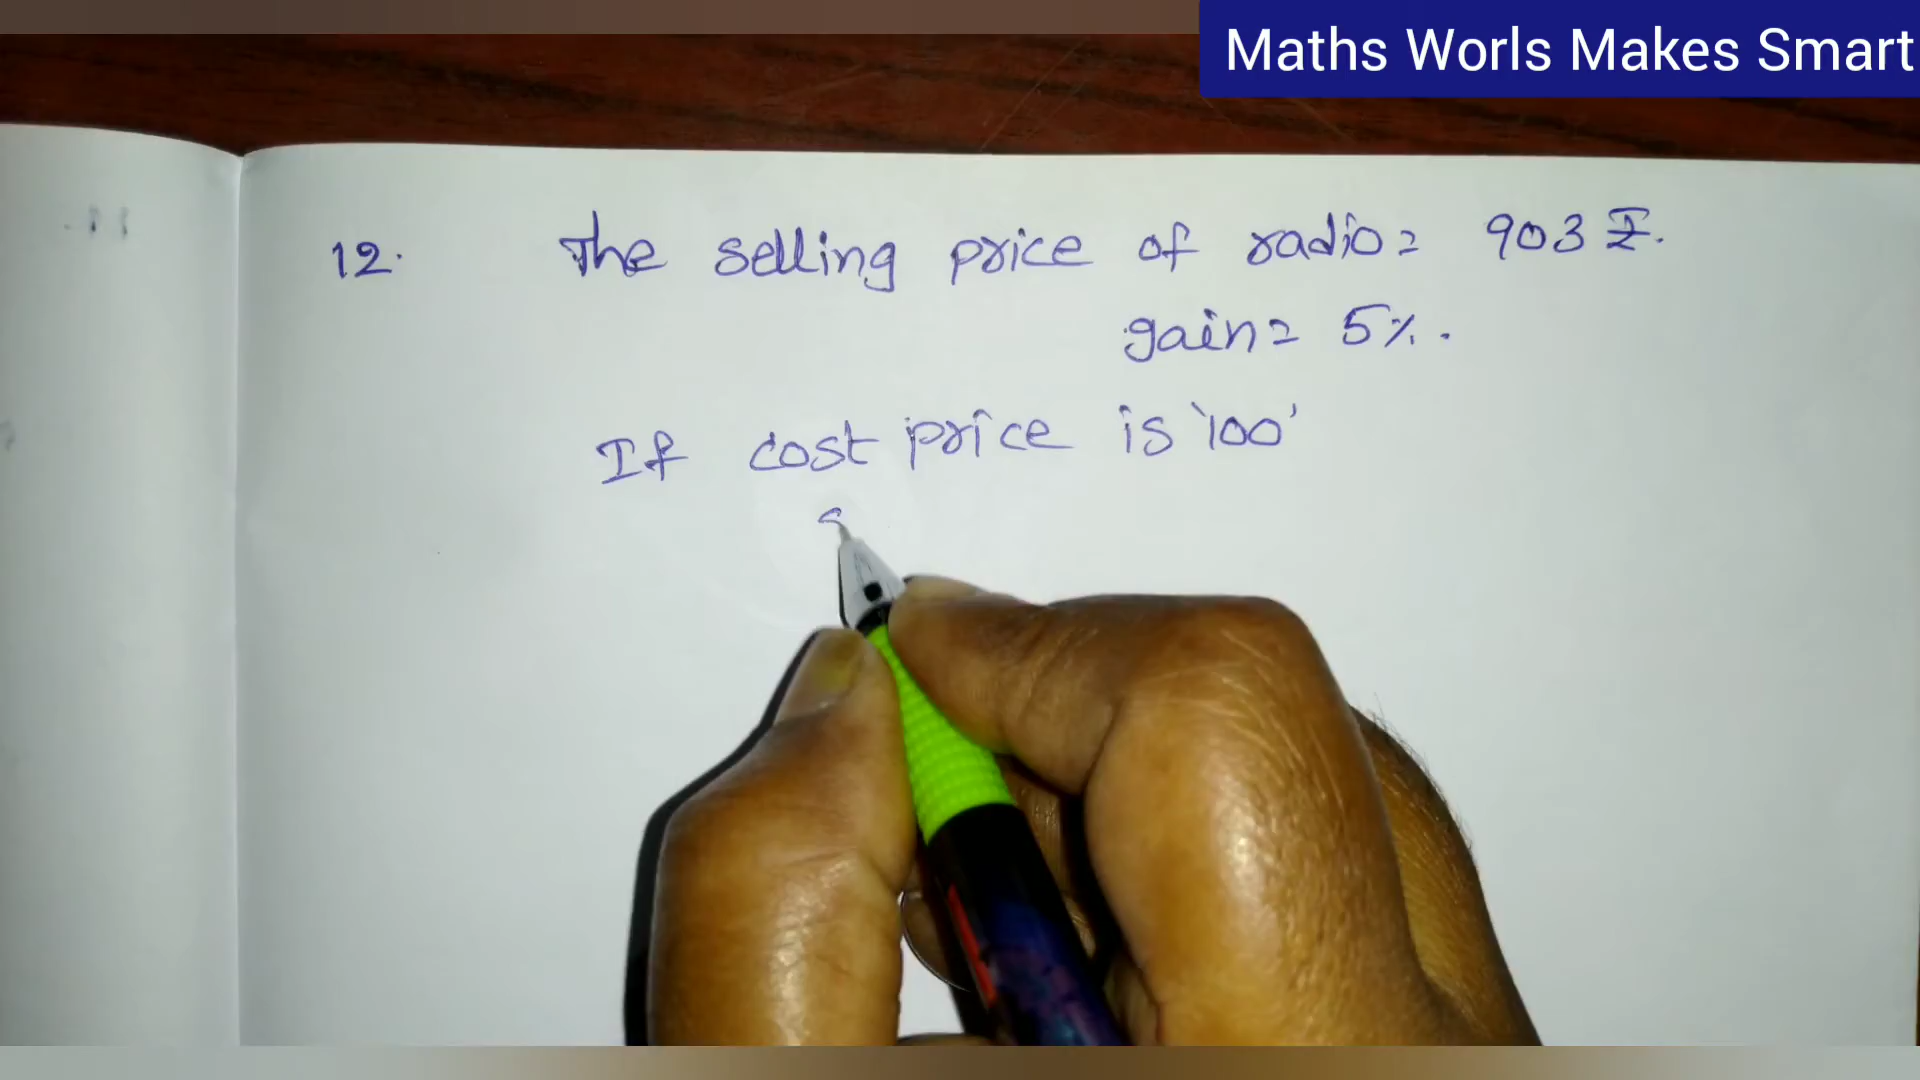 Maths Worls Makes Smart
12. The selling price of radio = 903 ₹.
gain = 5%.
If cost price is '100'